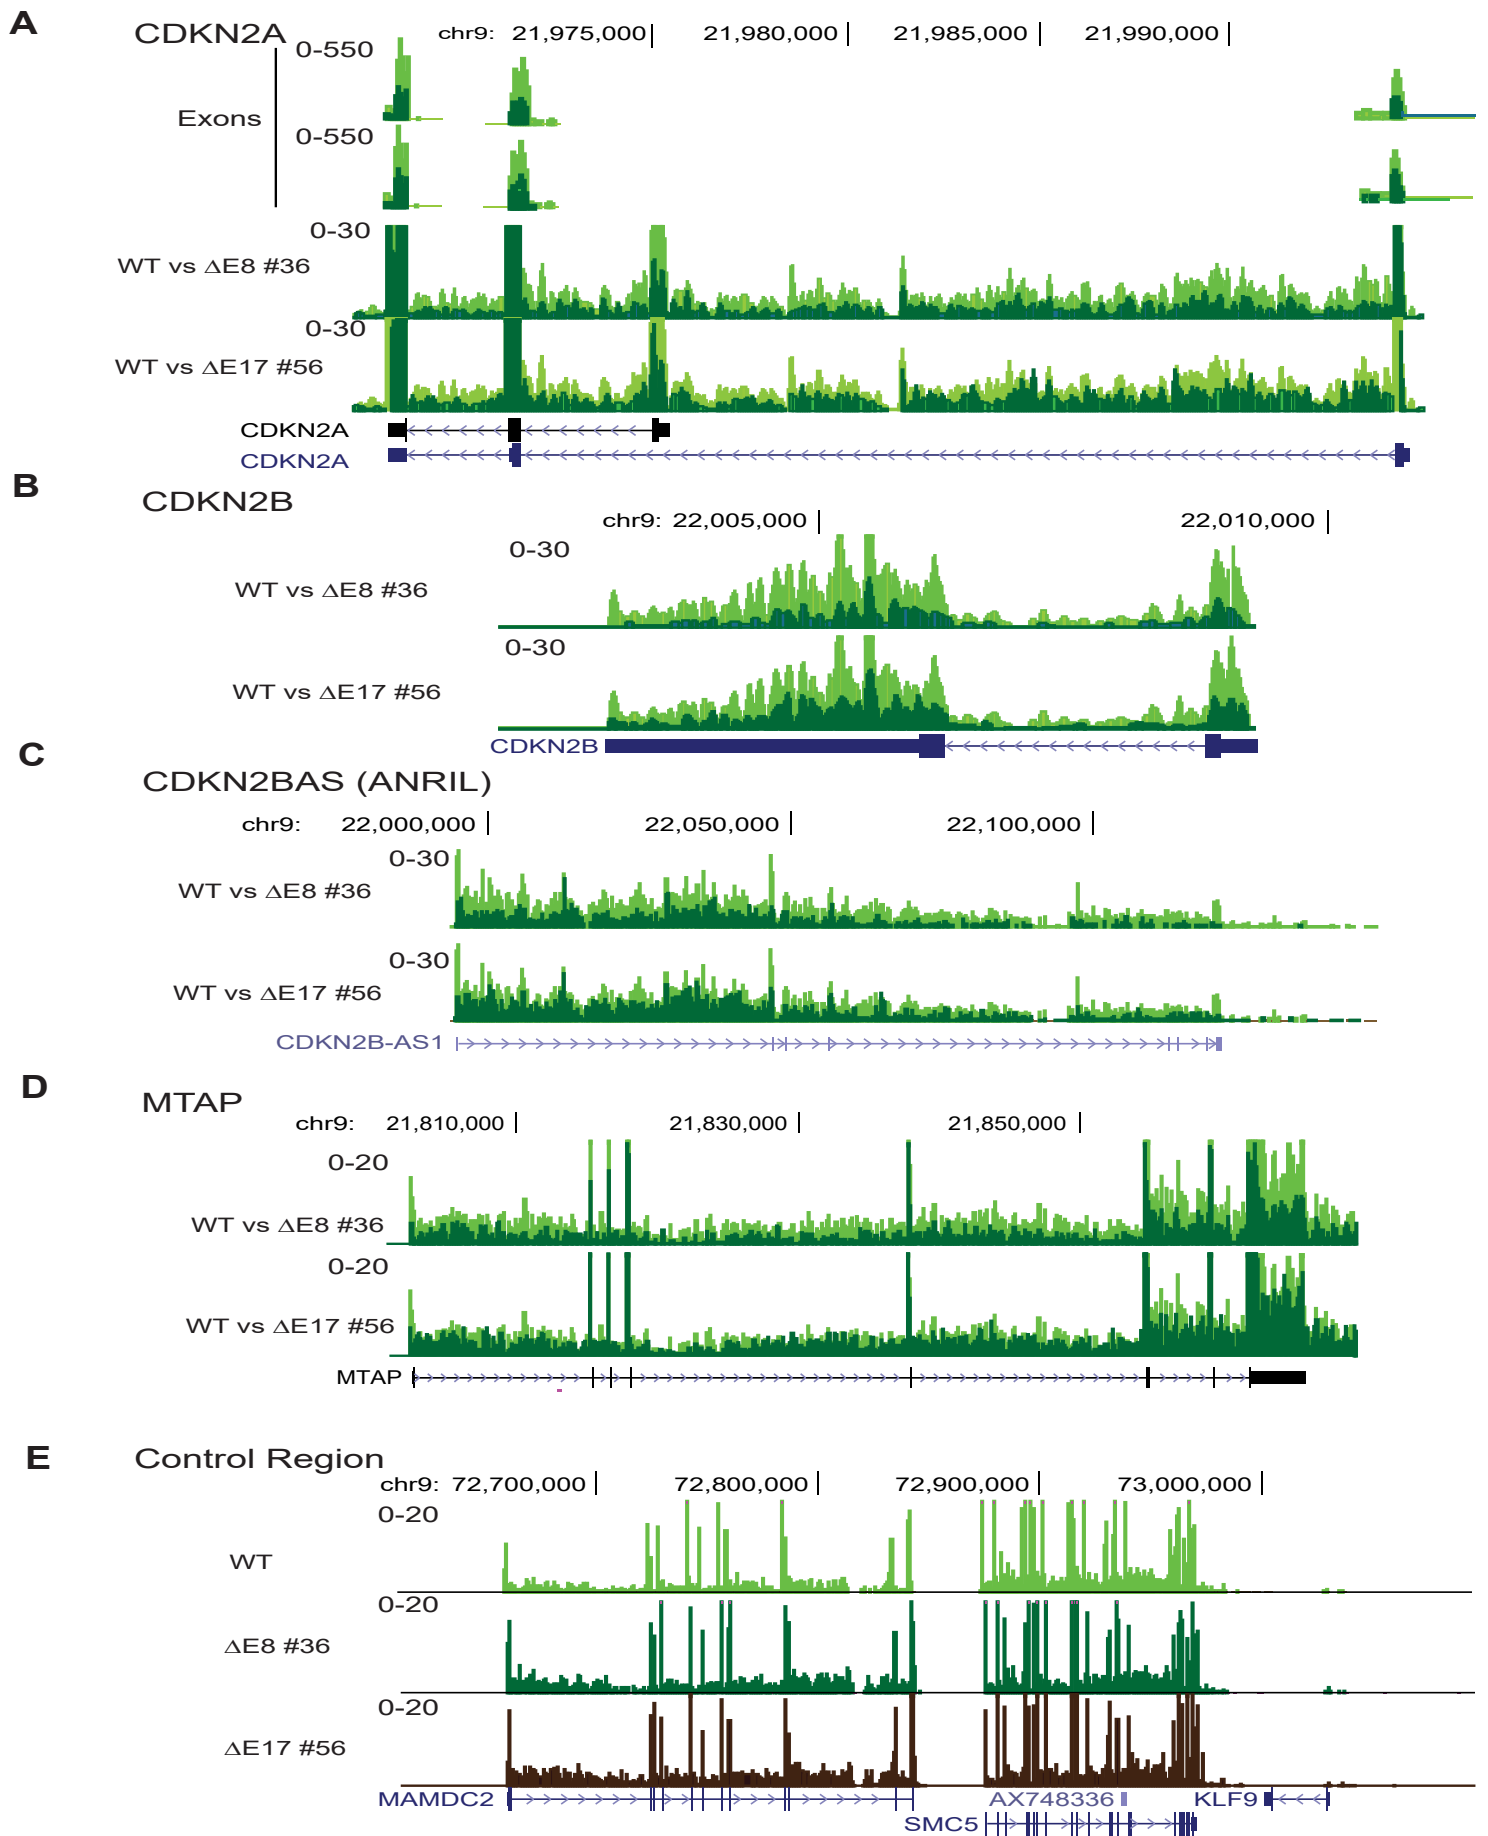 A
CDKN2A
chr9: 21,975,000 21,980,000 21,985,000 21,990,000
0-550
Exons
0-550
0-30
WT vs ΔE8 #36
0-30
WT vs ΔE17 #56
CDKN2A
CDKN2A
B
CDKN2B
chr9: 22,005,000 22,010,000
0-30
WT vs ΔE8 #36
0-30
WT vs ΔE17 #56
CDKN2B
C
CDKN2BAS (ANRIL)
chr9: 22,000,000 22,050,000 22,100,000
0-30
WT vs ΔE8 #36
0-30
WT vs ΔE17 #56
CDKN2B-AS1
D
MTAP
chr9: 21,810,000 21,830,000 21,850,000
0-20
WT vs ΔE8 #36
0-20
WT vs ΔE17 #56
MTAP
E
Control Region
chr9: 72,700,000 72,800,000 72,900,000 73,000,000
0-20
WT
0-20
ΔE8 #36
0-20
ΔE17 #56
MAMDC2 AX748336 KLF9
SMC5